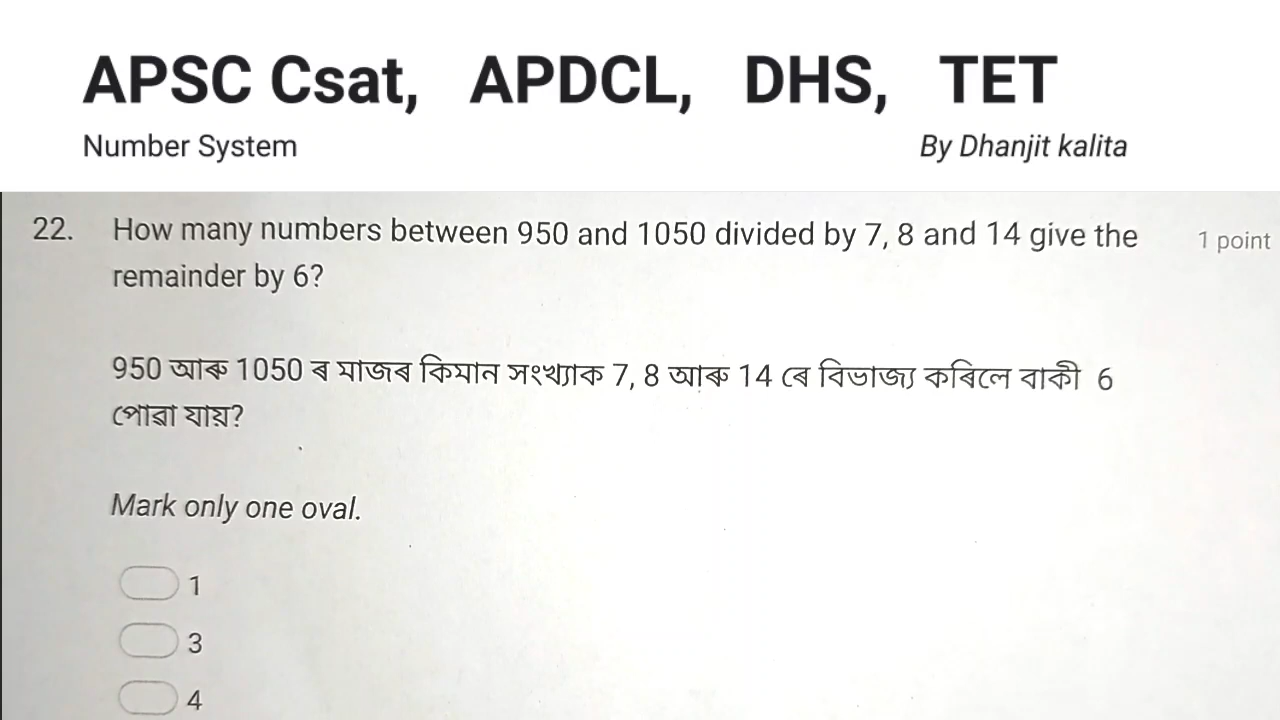 APSC Csat, APDCL, DHS, TET
Number System
By Dhanjit kalita
22. How many numbers between 950 and 1050 divided by 7, 8 and 14 give the 1 point
remainder by 6?
950 আৰু 1050 ৰ মাজৰ কিমান সংখ্যাক 7, 8 আৰু 14 ৰে বিভাজ্য কৰিলে বাকী 6
পোৱা যায়?
Mark only one oval.
1
3
4